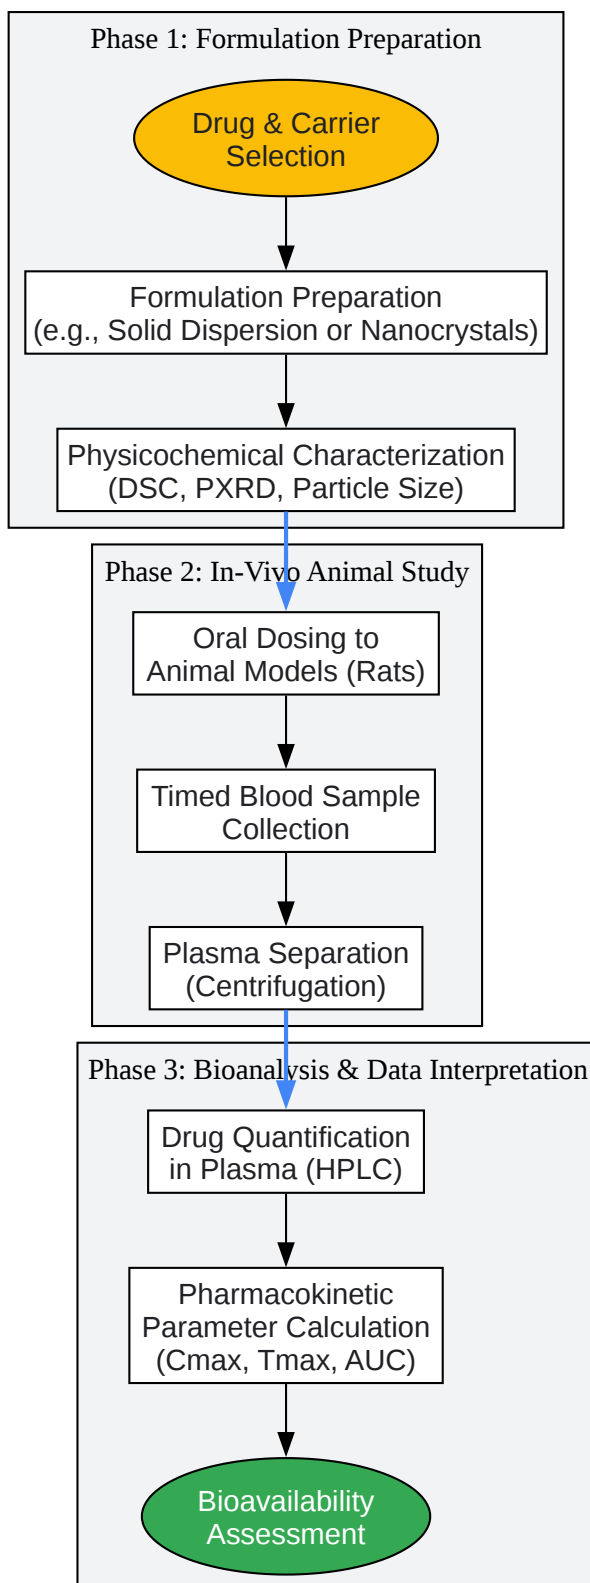 Phase 1: Formulation Preparation
Drug & Carrier
Selection
Formulation Preparation
(e.g., Solid Dispersion or Nanocrystals)
Physicochemical Characterization
(DSC, PXRD, Particle Size)
Phase 2: In-Vivo Animal Study
Oral Dosing to
Animal Models (Rats)
Timed Blood Sample
Collection
Plasma Separation
(Centrifugation)
Phase 3: Bioanalysis & Data Interpretation
Drug Quantification
in Plasma (HPLC)
Pharmacokinetic
Parameter Calculation
(Cmax, Tmax, AUC)
Bioavailability
Assessment